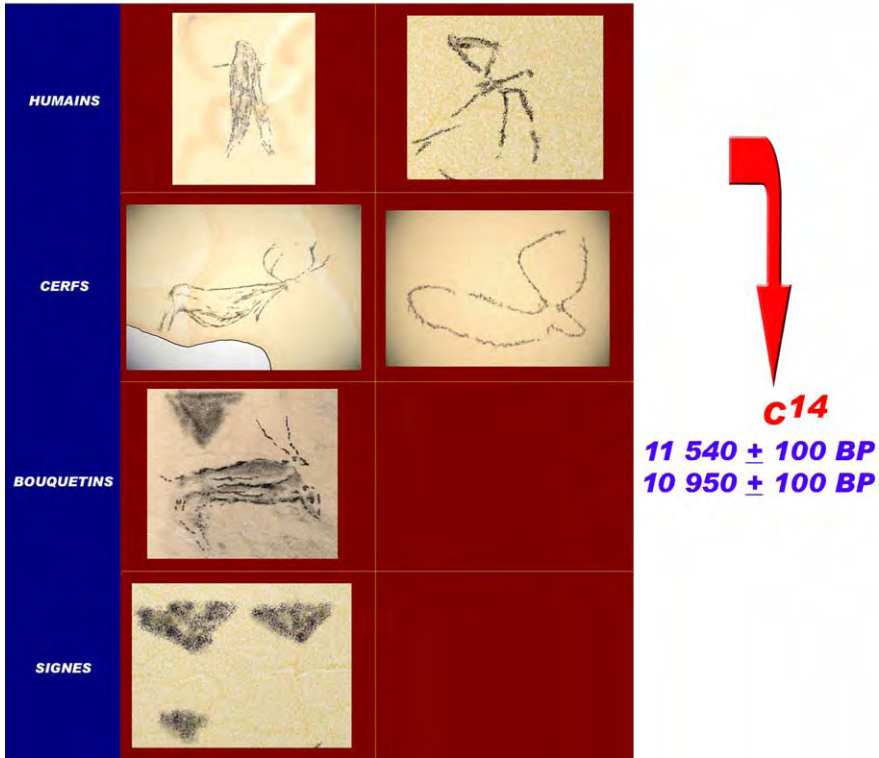 HUMAINS
CERFS
BOUQUETINS
SIGNES
C14
11 540 ± 100 BP
10 950 ± 100 BP